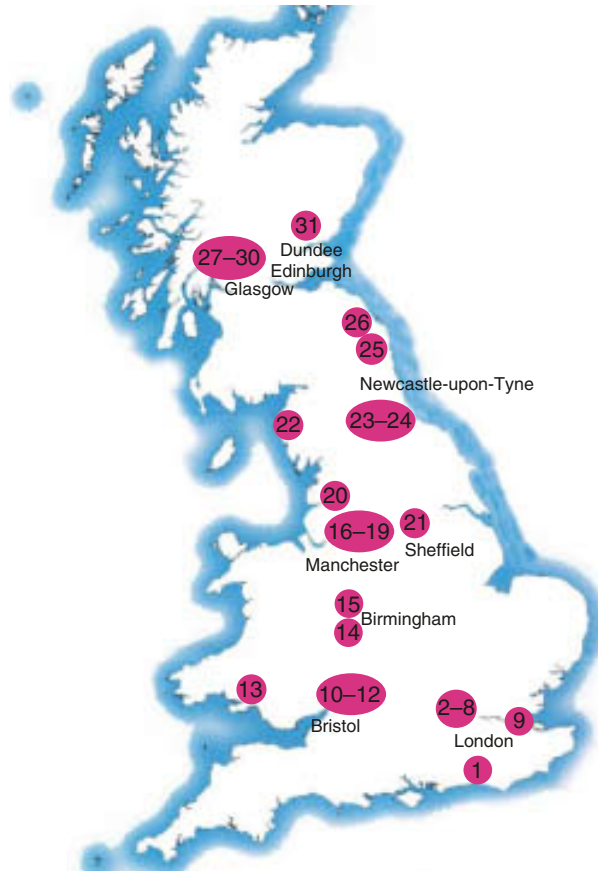 31
Dundee
27–30
Edinburgh
Glasgow
26
25
Newcastle-upon-Tyne
23–24
22
20
21
16–19
Sheffield
Manchester
15
Birmingham
14
13
10–12
2–8
9
Bristol
London
1